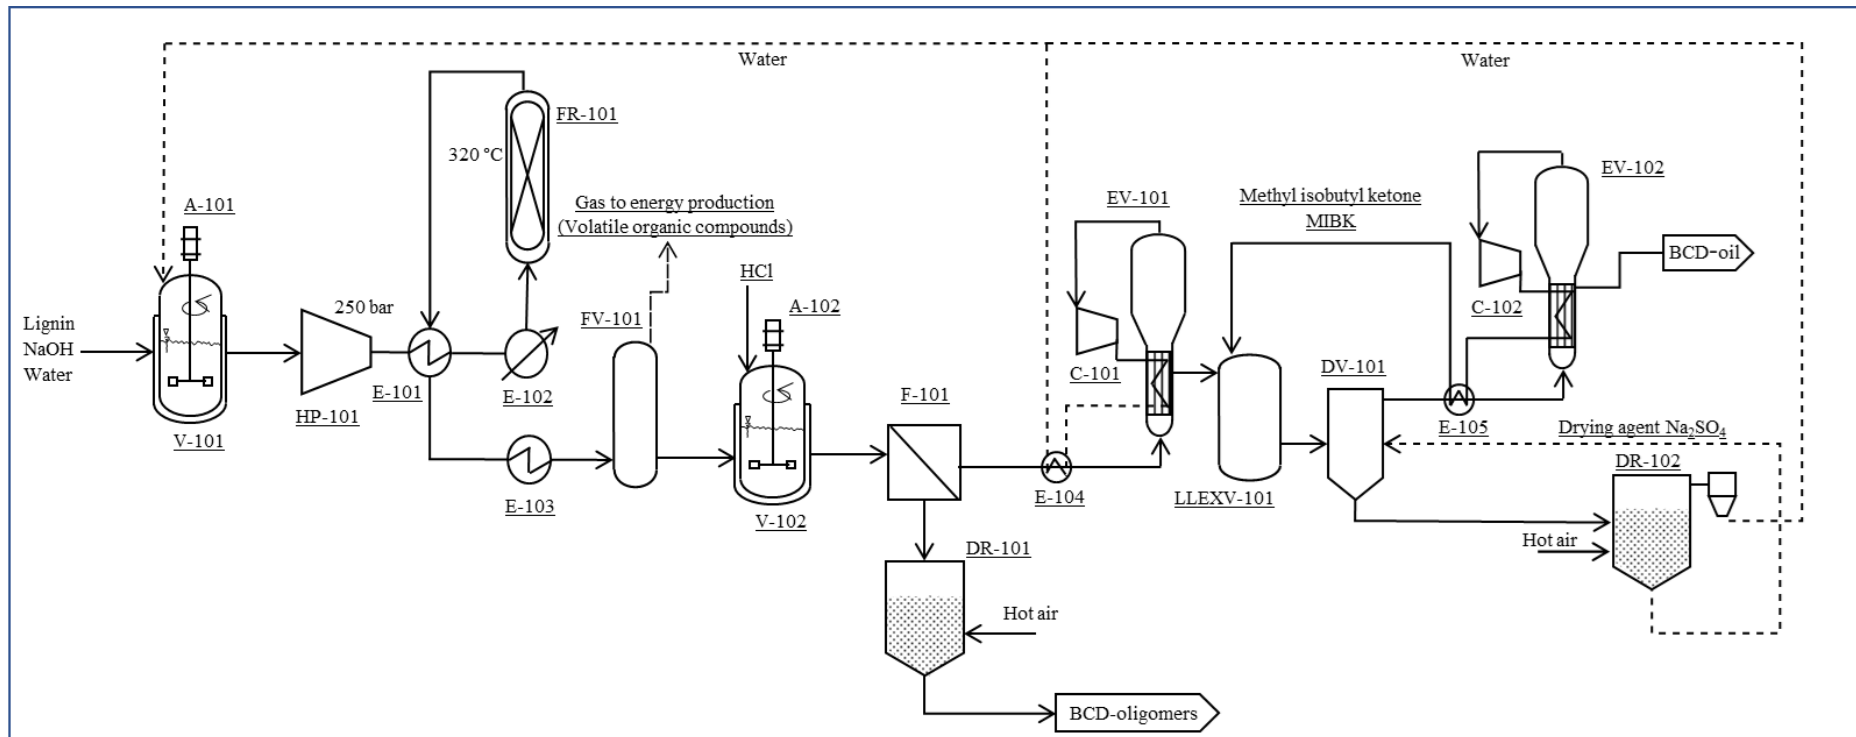 Water
Water
FR-101
320 °C
A-101
Gas to energy production
(Volatile organic compounds)
EV-101
Methyl isobutyl ketone
MIBK
EV-102
BCD-oil
HCl
A-102
250 bar
FV-101
C-102
Lignin
NaOH
Water
C-101
DV-101
E-101
E-102
F-101
E-105
HP-101
V-101
Drying agent Na₂SO₄
DR-102
E-103
V-102
E-104
LLEXV-101
Hot air
DR-101
Hot air
BCD-oligomers